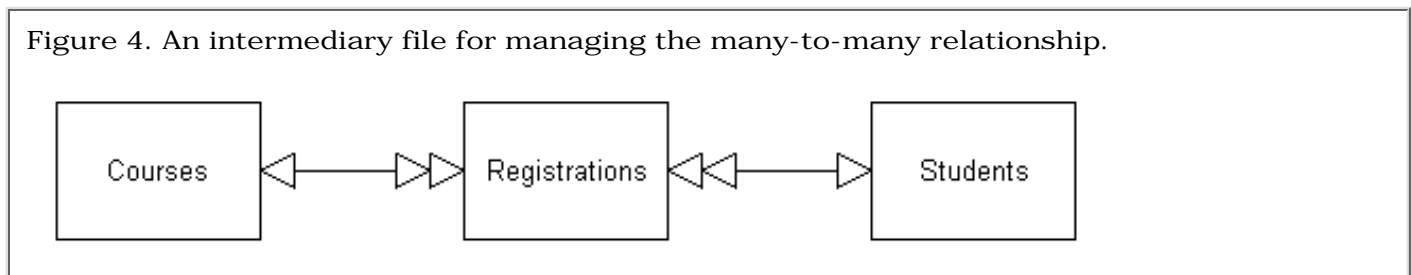 Figure 4. An intermediary file for managing the many-to-many relationship.
Courses
Registrations
Students